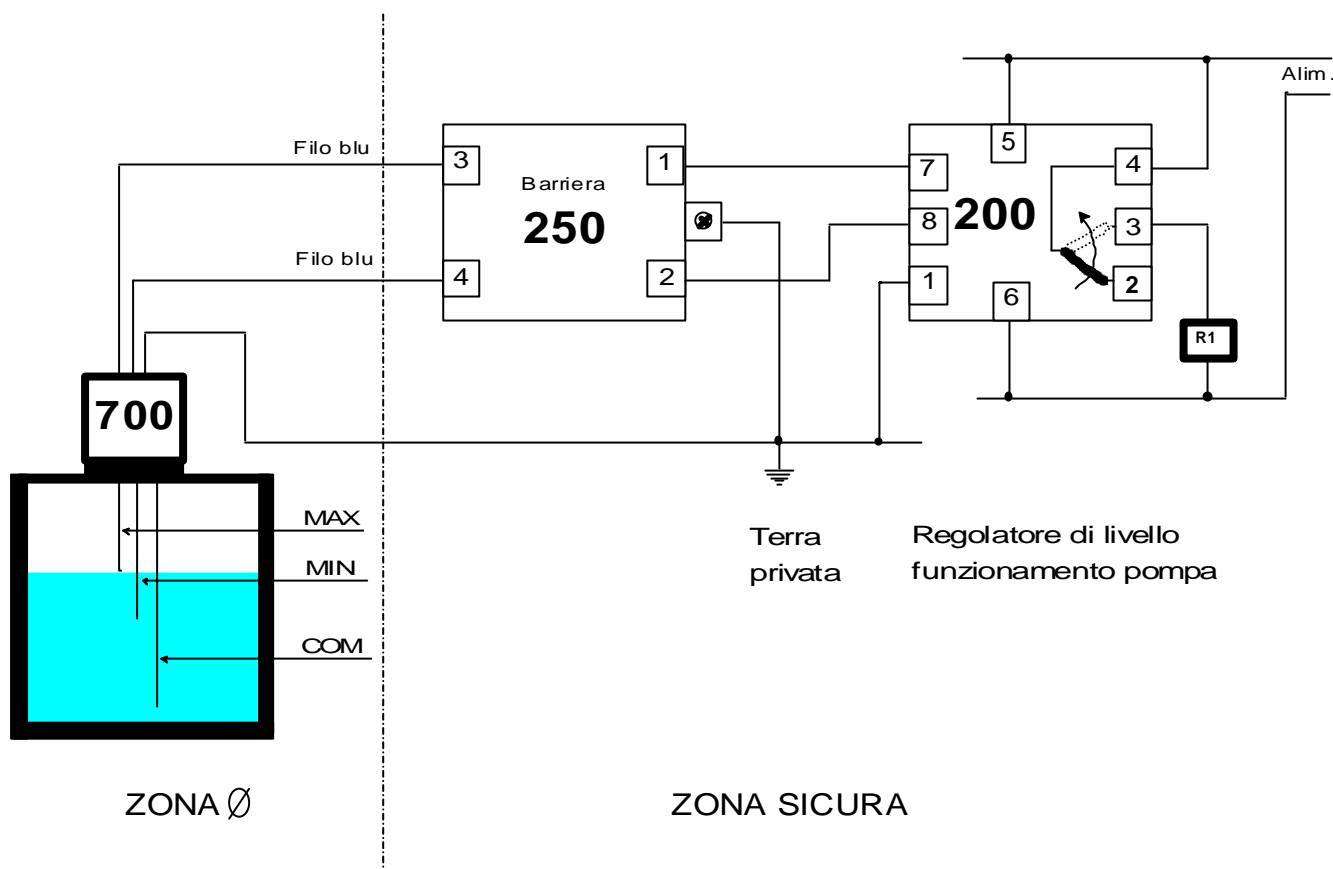 Alim.
Filo blu
3
1
5
7
4
Barriera
250
200
8
3
Filo blu
4
2
1
6
2
R1
700
MAX
MIN
COM
Terra
privata
Regolatore di livello
funzionamento pompa
ZONA Ø
ZONA SICURA